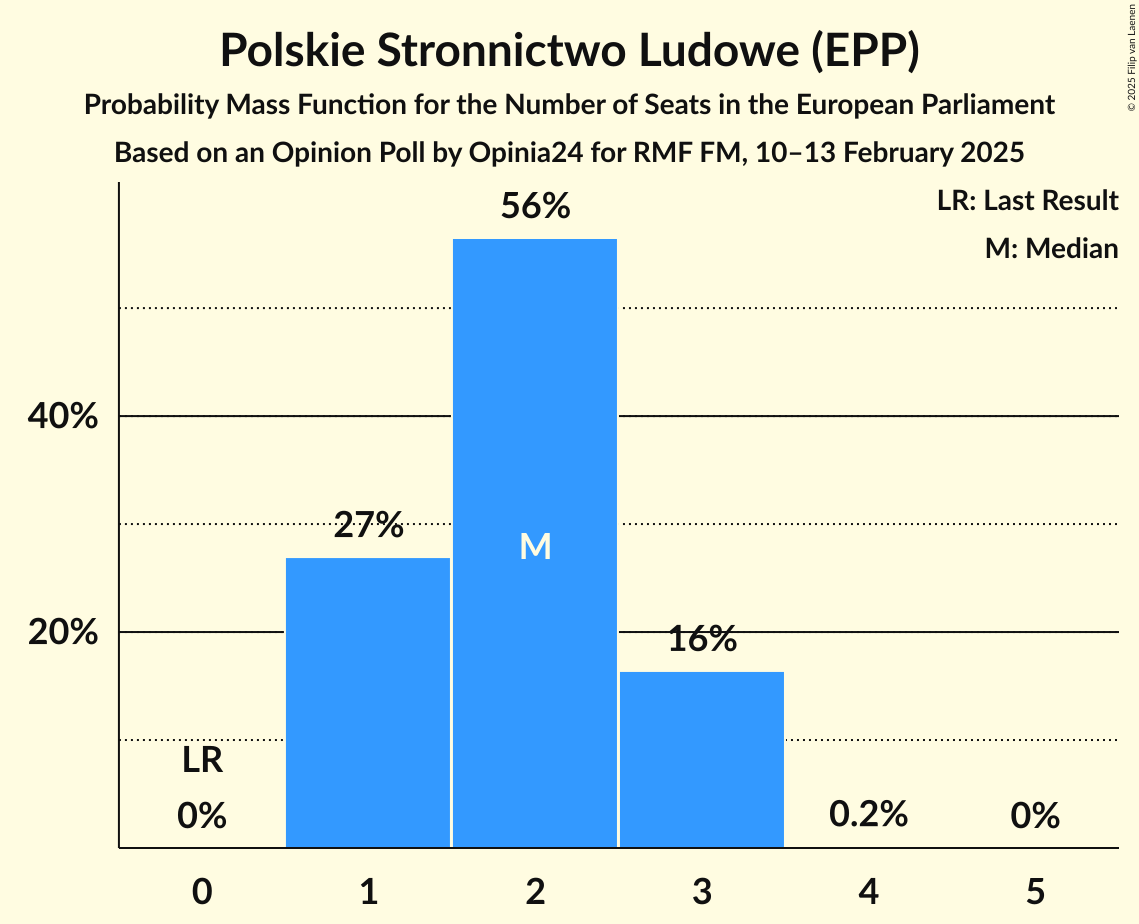 Polskie Stronnictwo Ludowe (EPP)
Probability Mass Function for the Number of Seats in the European Parliament
Based on an Opinion Poll by Opinia24 for RMF FM, 10–13 February 2025
© 2025 Filip van Laenen
LR: Last Result
M: Median
56%
40%
27%
M
20%
16%
LR
0%
0.2%
0%
0 1 2 3 4 5